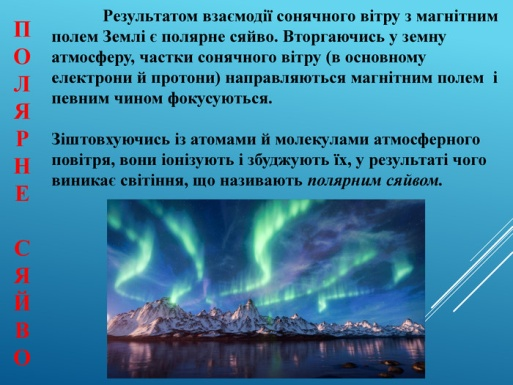 ПОЛЯРНЕ СЯЙВО
Результатом взаємодії сонячного вітру з магнітним
полем Землі є полярне сяйво. Вторгаючись у земну
атмосферу, частки сонячного вітру (в основному
електрони й протони) направляються магнітним полем і
певним чином фокусуються.
Зіштовхуючись із атомами й молекулами атмосферного
повітря, вони іонізують і збуджують їх, у результаті чого
виникає світіння, що називають полярним сяйвом.